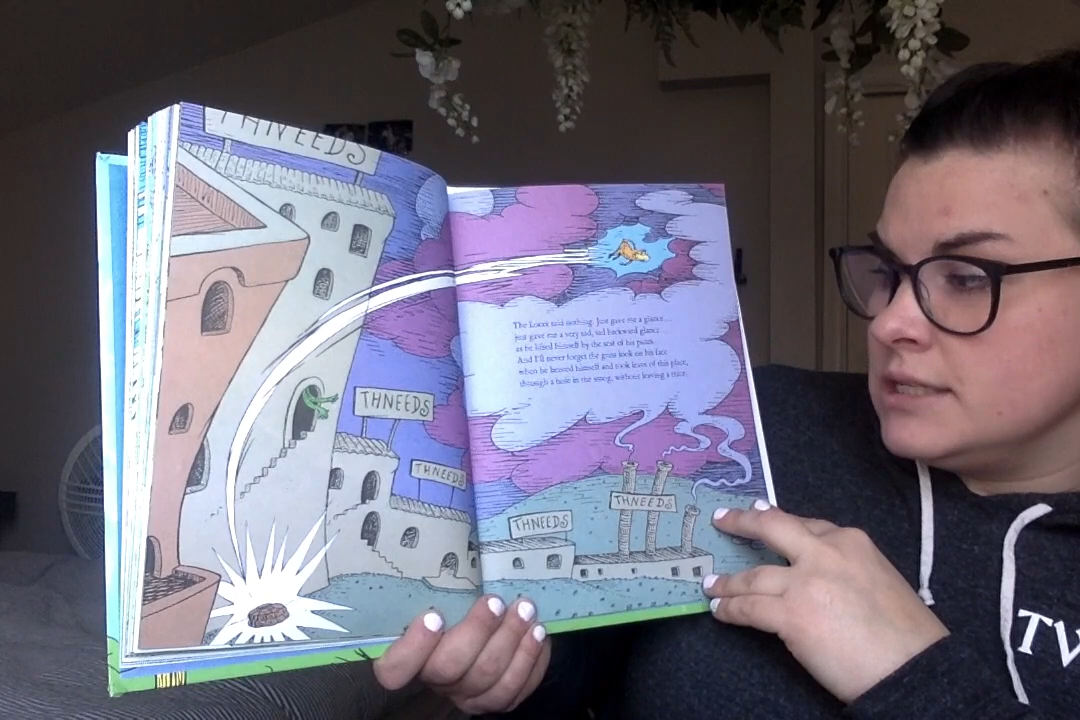 THNEEDS
THNEEDS
THNEEDS
The Lorax said nothing. Just gave me a glance...
just gave me a very sad, sad backward glance...
as he lifted himself by the seat of his pants.
And I'll never forget the grim look on his face
when he heisted himself and took leave of this place,
through a hole in the smog, without leaving a trace.
THNEEDS
THNEEDS
TV